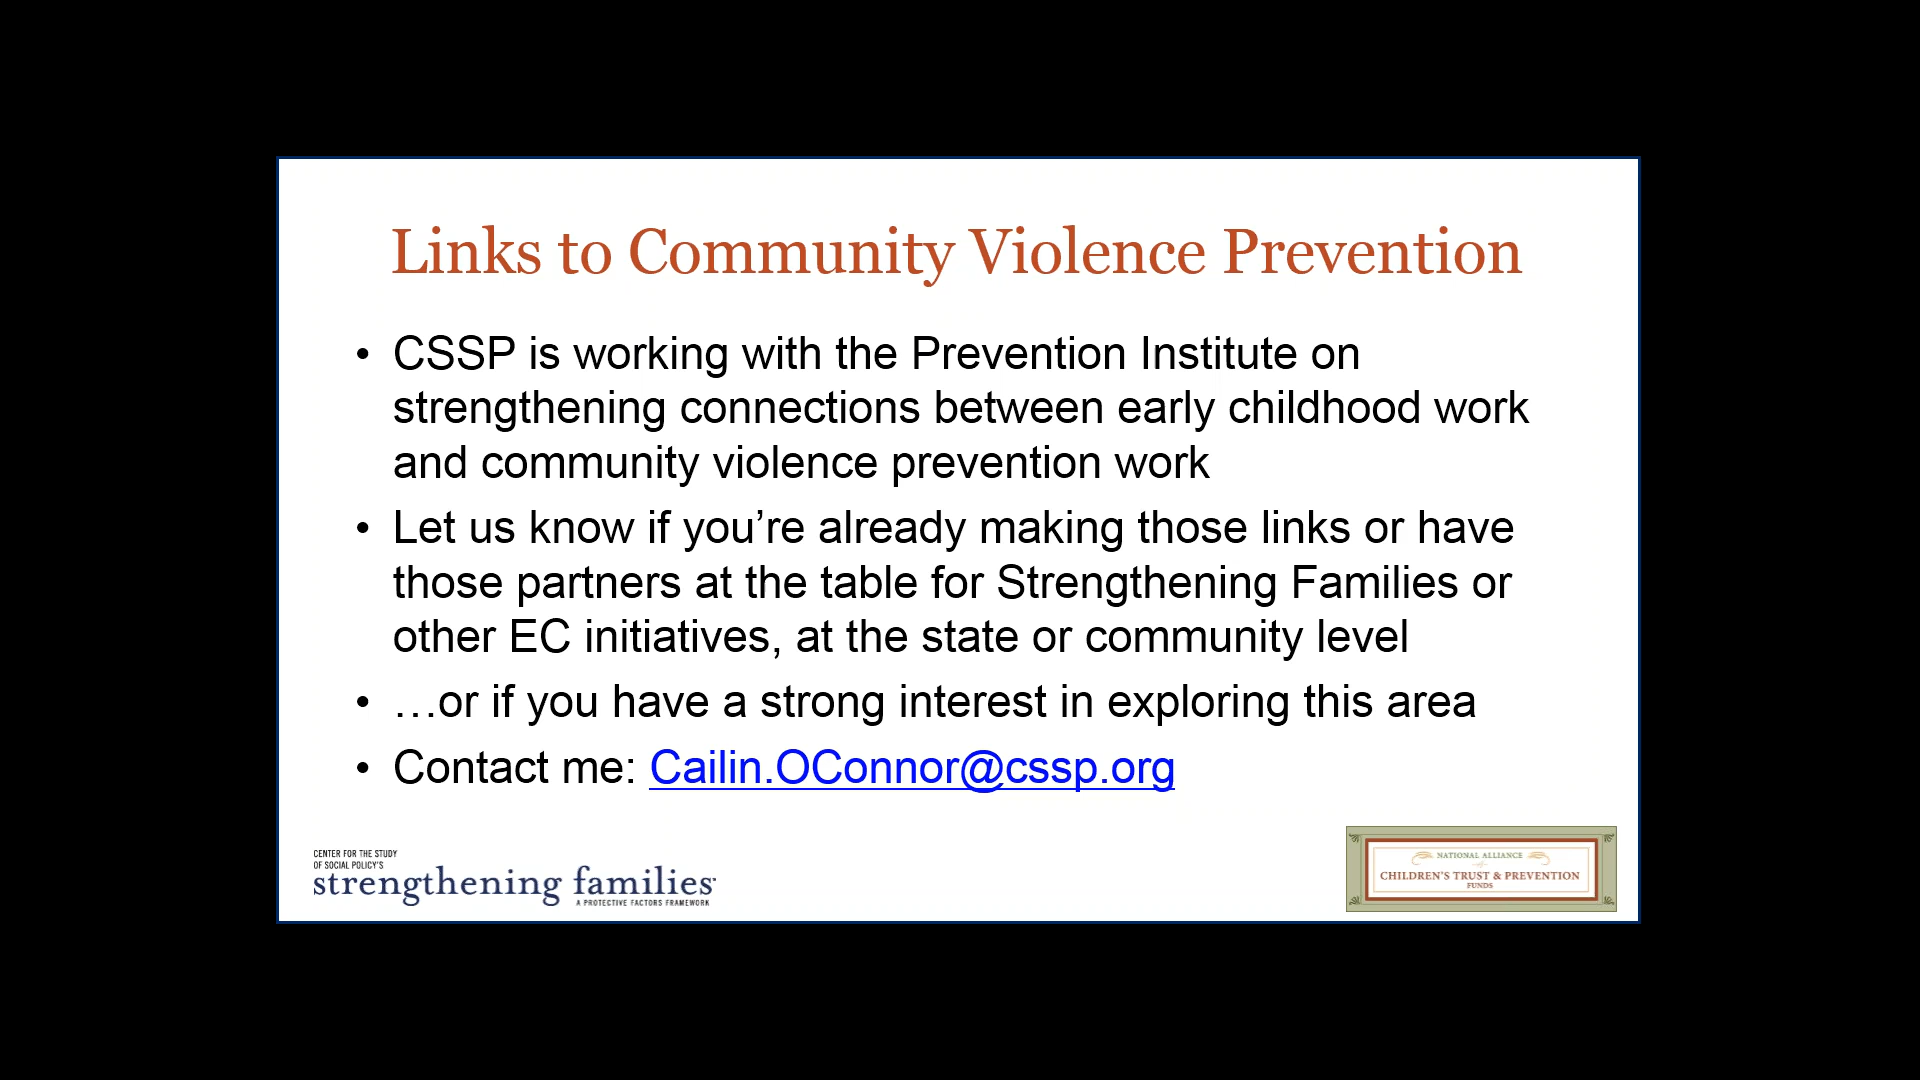 Links to Community Violence Prevention
• CSSP is working with the Prevention Institute on
strengthening connections between early childhood work
and community violence prevention work
• Let us know if you’re already making those links or have
those partners at the table for Strengthening Families or
other EC initiatives, at the state or community level
• …or if you have a strong interest in exploring this area
• Contact me: Cailin.OConnor@cssp.org
CENTER FOR THE STUDY
OF SOCIAL POLICY'S
strengthening families
A PROTECTIVE FACTORS FRAMEWORK
NATIONAL ALLIANCE
of
CHILDREN'S TRUST & PREVENTION
FUNDS